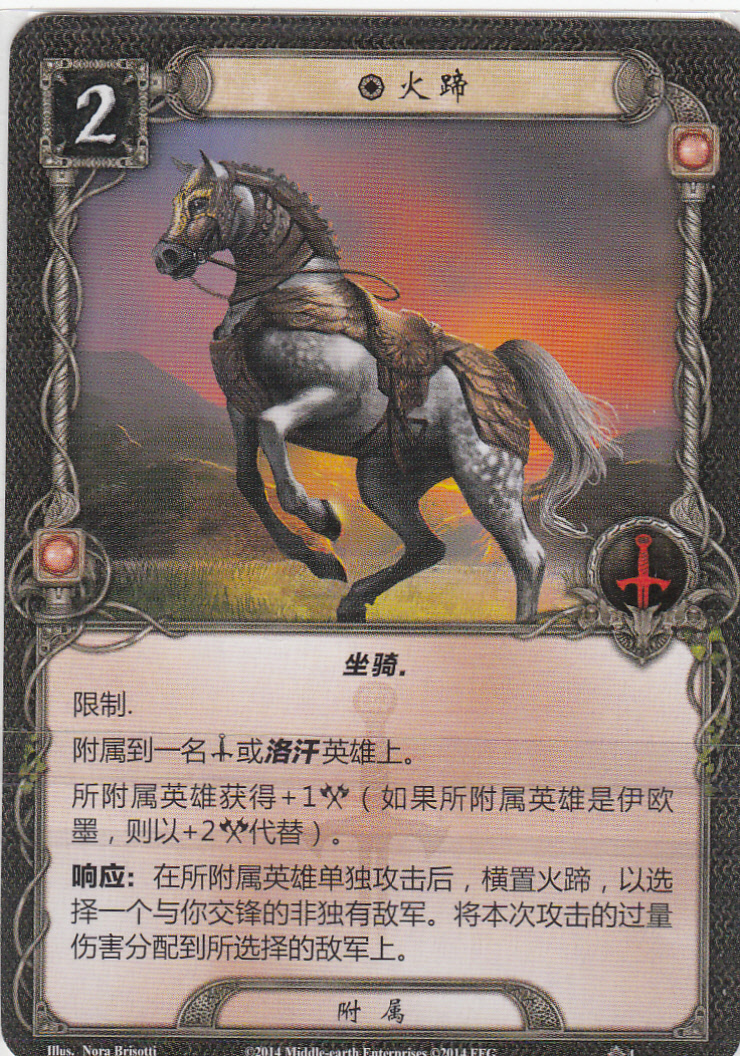 2
火蹄
坐骑.
限制.
附属到一名或洛汗英雄上。
所附属英雄获得+1（如果所附属英雄是伊欧
墨，则以+2代替）。
响应：在所附属英雄单独攻击后，横置火蹄，以选
择一个与你交锋的非独有敌军。将本次攻击的过量
伤害分配到所选择的敌军上。
附属
Illus. Nora Brisotti ©2014 Middle-earth Enterprises ©2014 FFG